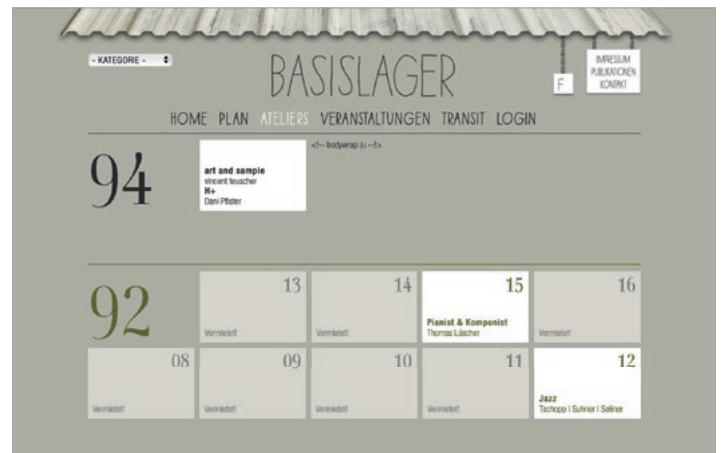 - KATEGORIE -
BASISLAGER
F
IMPRESSUM
PUBLIKATIONEN
KONTAKT
HOME PLAN ATELIERS VERANSTALTUNGEN TRANSIT LOGIN
94
art and sample
vincent teuscher
H+
Dani Pfister
<!-- bodywrap zu --!>
92
13
Vermietet!
14
Vermietet!
15
Pianist & Komponist
Thomas Lüscher
16
Vermietet!
08
Vermietet!
09
Vermietet!
10
Vermietet!
11
Vermietet!
12
Jazz
Tschopp I Suhner I Seliner